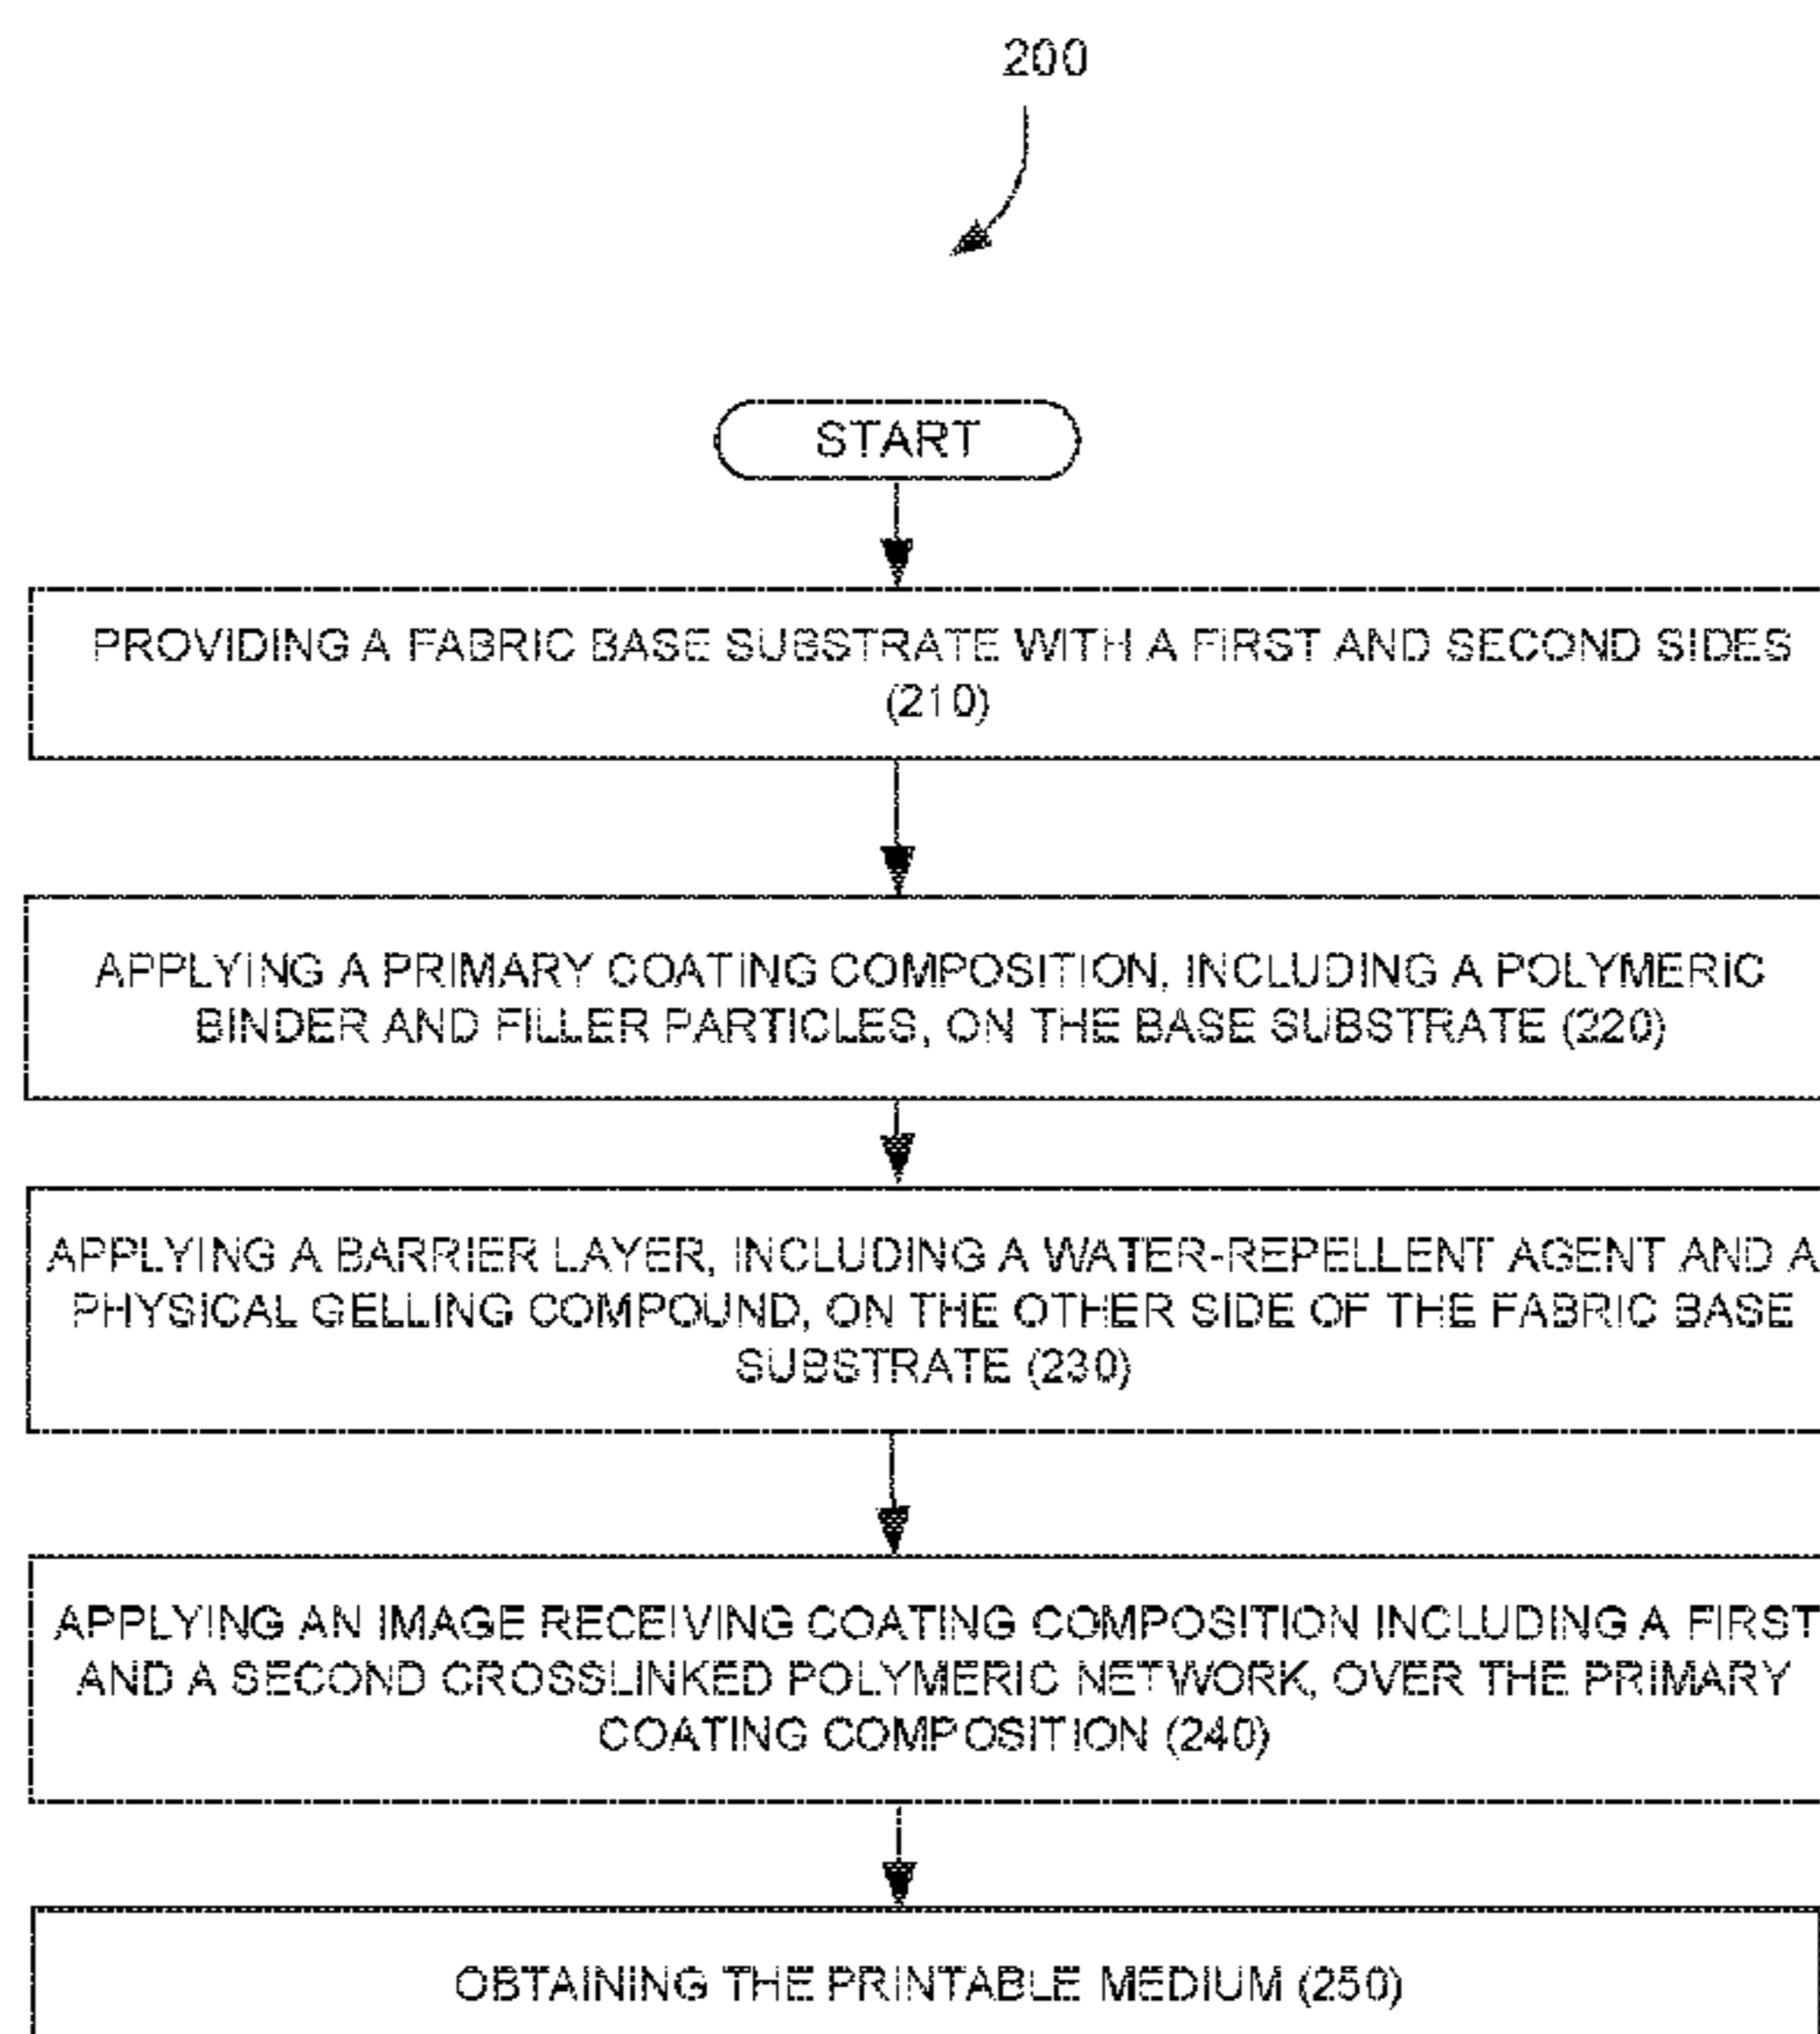 200
START
PROVIDING A FABRIC BASE SUBSTRATE WITH A FIRST AND SECOND SIDES
(210)
APPLYING A PRIMARY COATING COMPOSITION, INCLUDING A POLYMERIC
BINDER AND FILLER PARTICLES, ON THE BASE SUBSTRATE (220)
APPLYING A BARRIER LAYER, INCLUDING A WATER-REPELLENT AGENT AND A
PHYSICAL GELLING COMPOUND, ON THE OTHER SIDE OF THE FABRIC BASE
SUBSTRATE (230)
APPLYING AN IMAGE RECEIVING COATING COMPOSITION INCLUDING A FIRST
AND A SECOND CROSSLINKED POLYMERIC NETWORK, OVER THE PRIMARY
COATING COMPOSITION (240)
OBTAINING THE PRINTABLE MEDIUM (250)